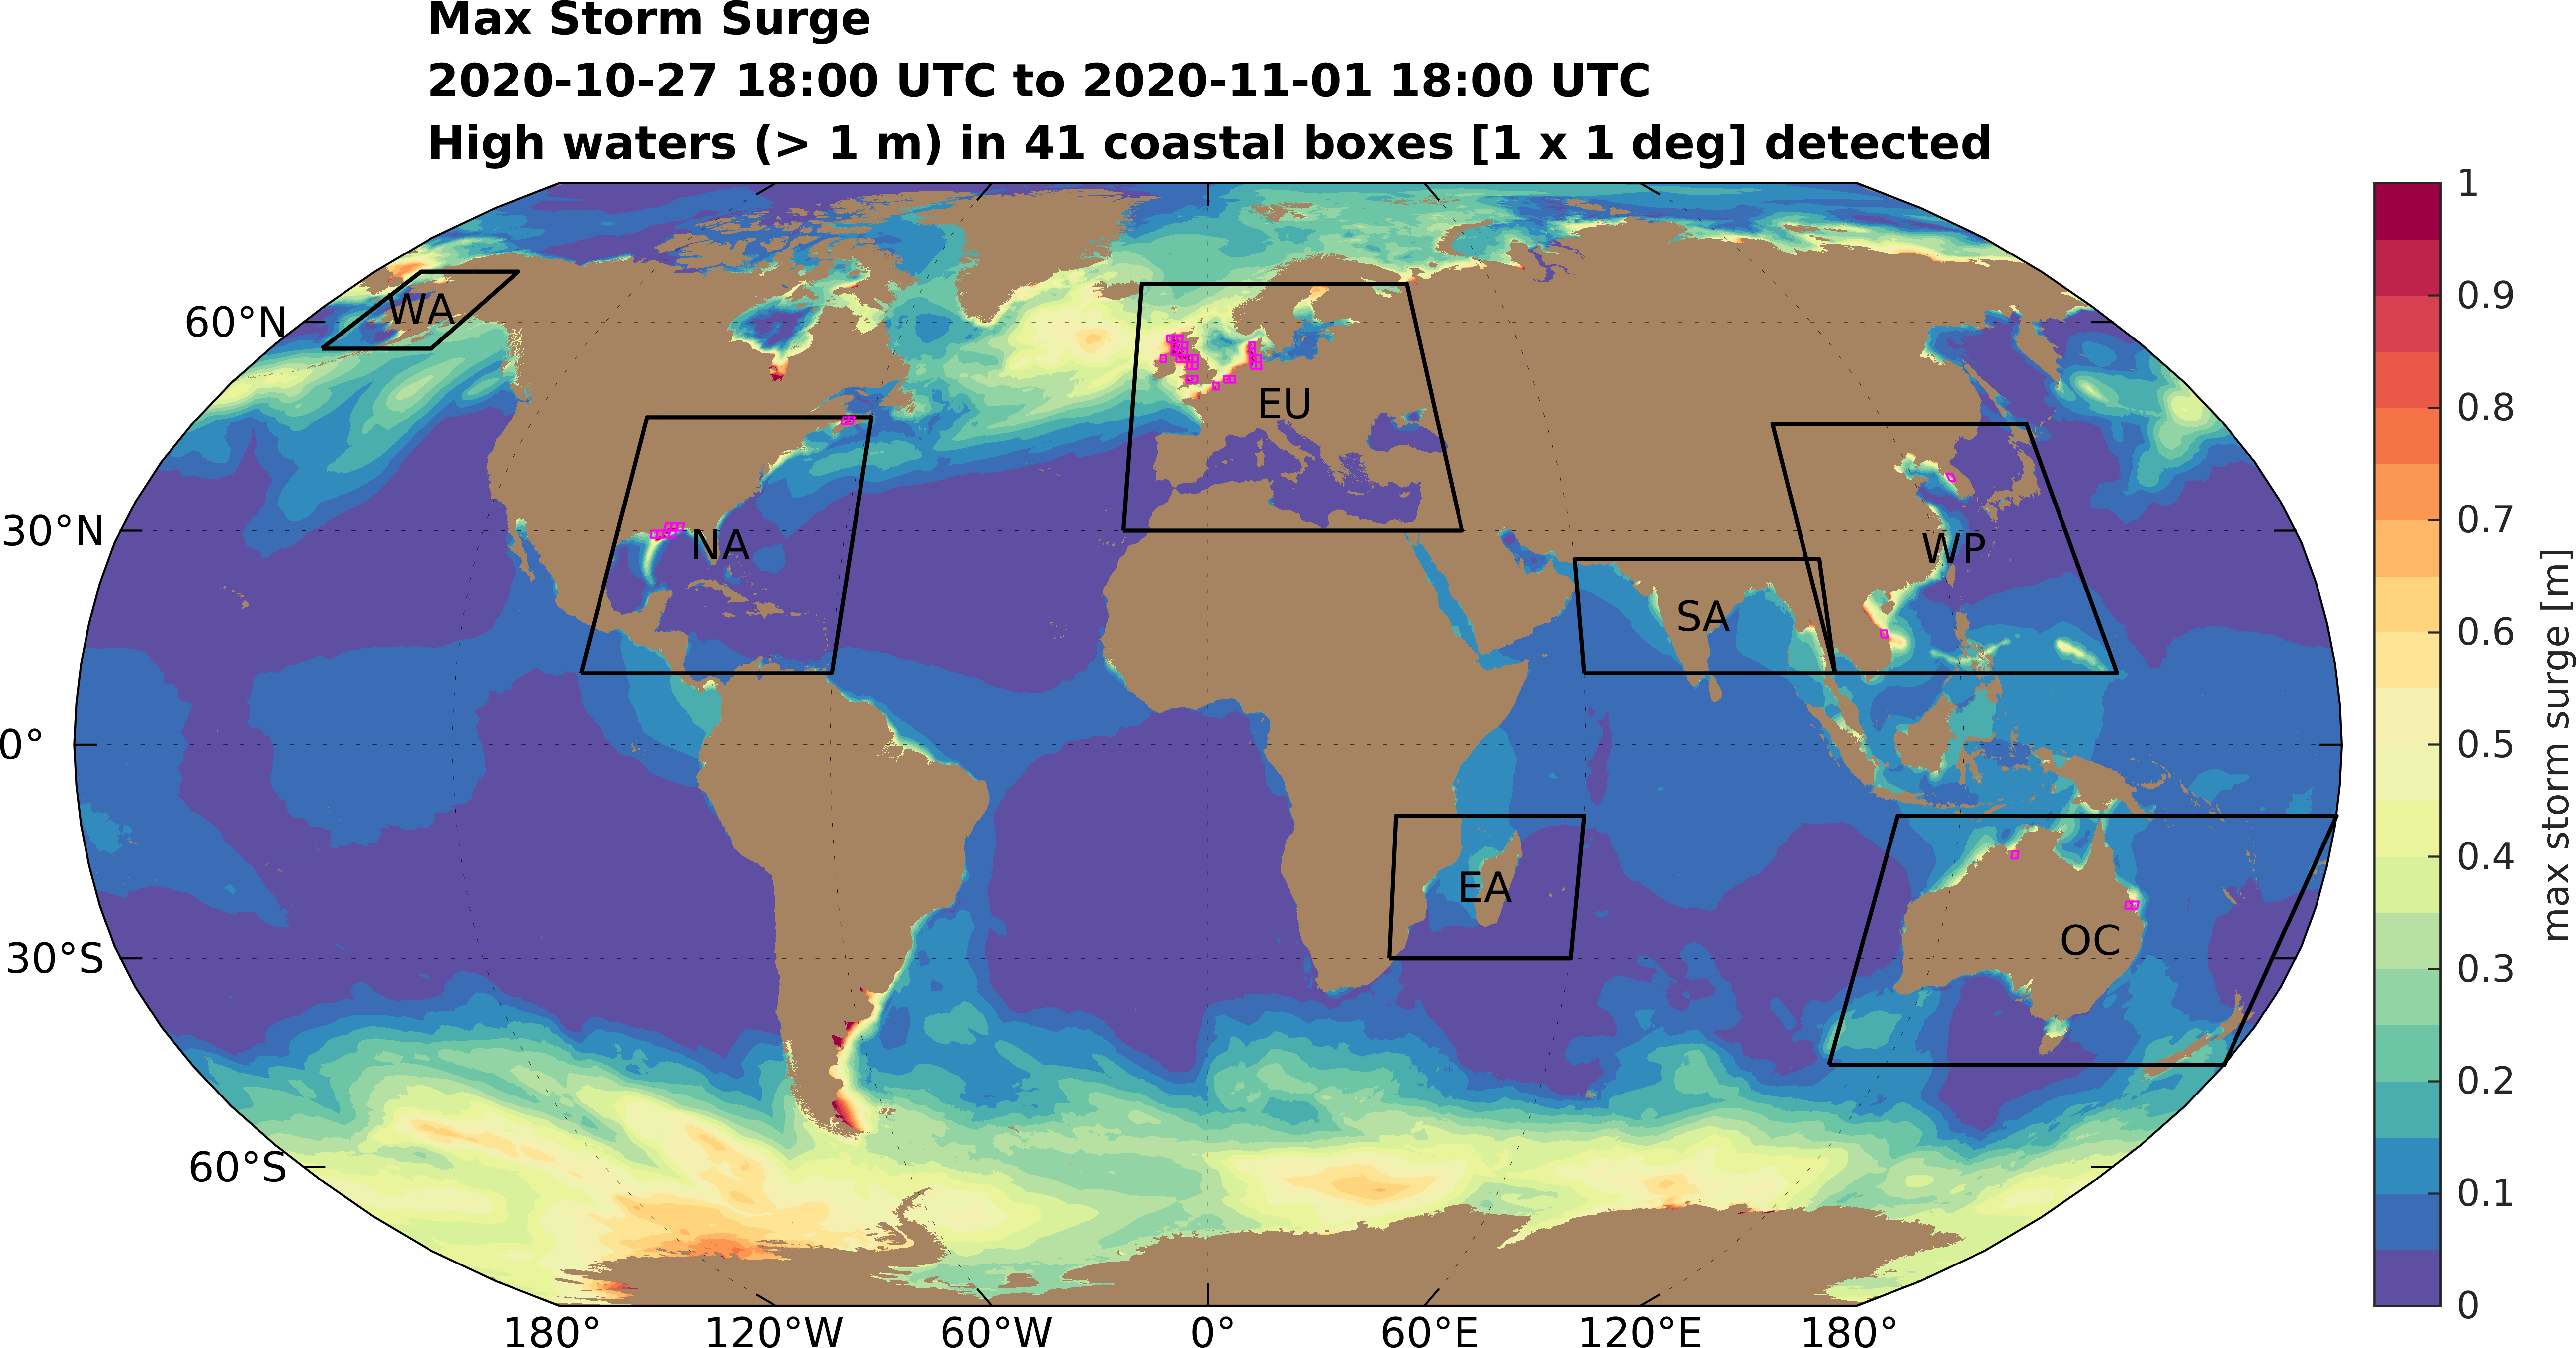 Max Storm Surge
2020-10-27 18:00 UTC to 2020-11-01 18:00 UTC
High waters (> 1 m) in 41 coastal boxes [1 x 1 deg] detected
60°N
30°N
0°
30°S
60°S
WA
NA
EU
SA
WP
EA
OC
180°
120°W
60°W
0°
60°E
120°E
180°
1
0.9
0.8
0.7
0.6
0.5
0.4
0.3
0.2
0.1
0
max storm surge [m]